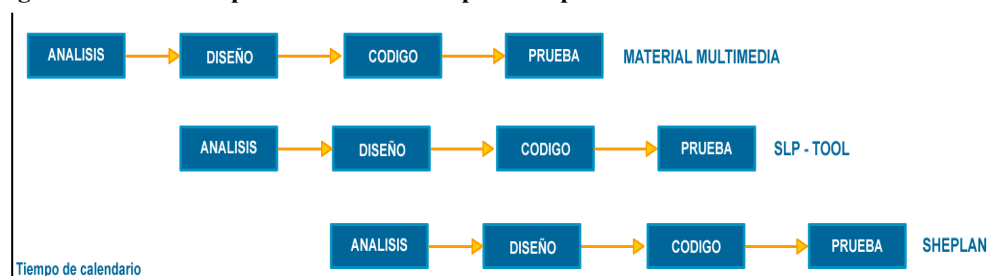 ANALISIS DISEÑO CODIGO PRUEBA MATERIAL MULTIMEDIA
ANALISIS DISEÑO CODIGO PRUEBA SLP - TOOL
ANALISIS DISEÑO CODIGO PRUEBA SHEPLAN
Tiempo de calendario